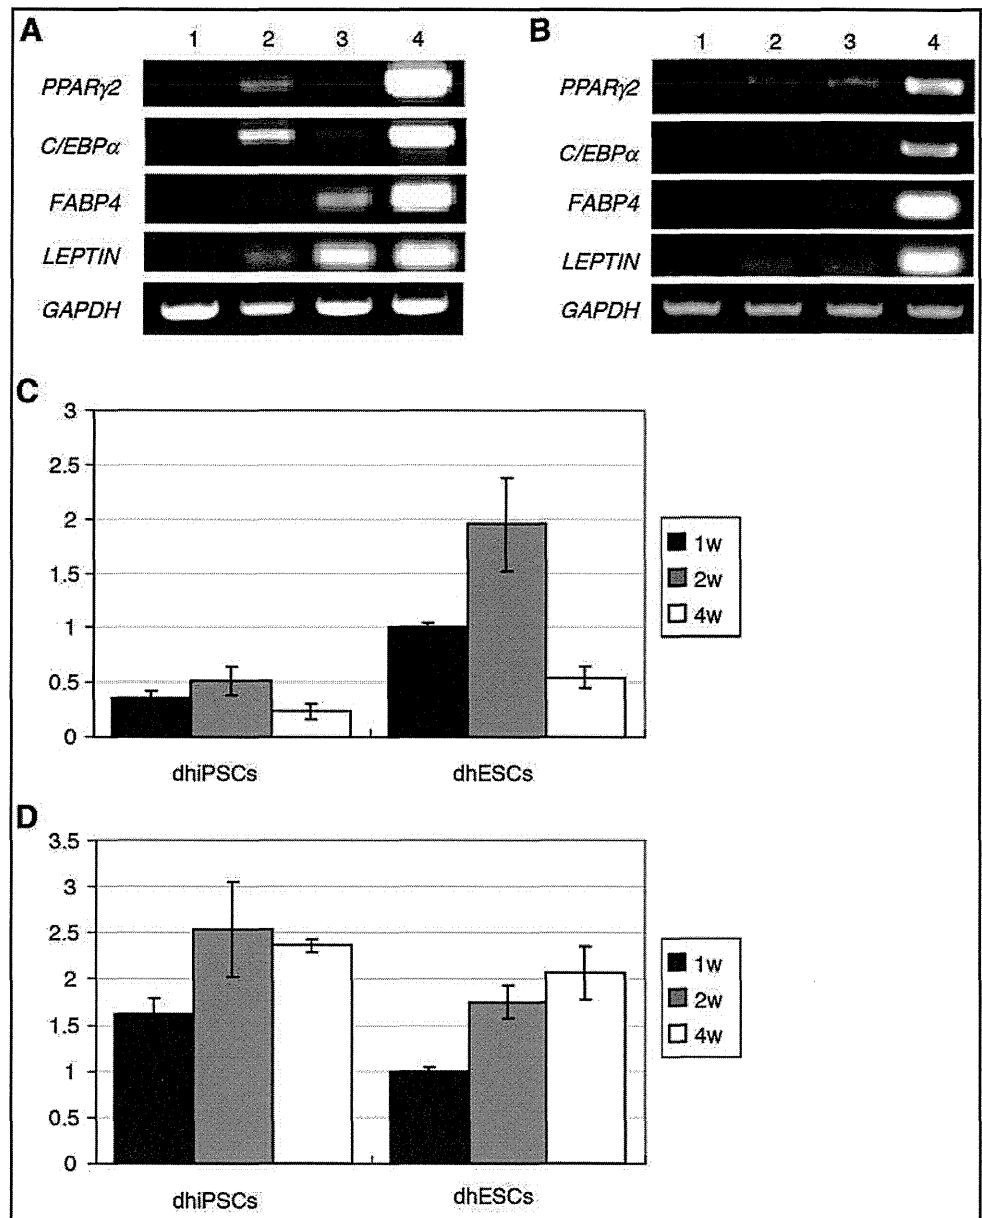 A
1 2 3 4
PPARγ2
C/EBPα
FABP4
LEPTIN
GAPDH
B
1 2 3 4
PPARγ2
C/EBPα
FABP4
LEPTIN
GAPDH
C
3
2.5
2
1.5
1
0.5
0
dhiPSCs dhESCs
1w
2w
4w
D
3.5
3
2.5
2
1.5
1
0.5
0
dhiPSCs dhESCs
1w
2w
4w